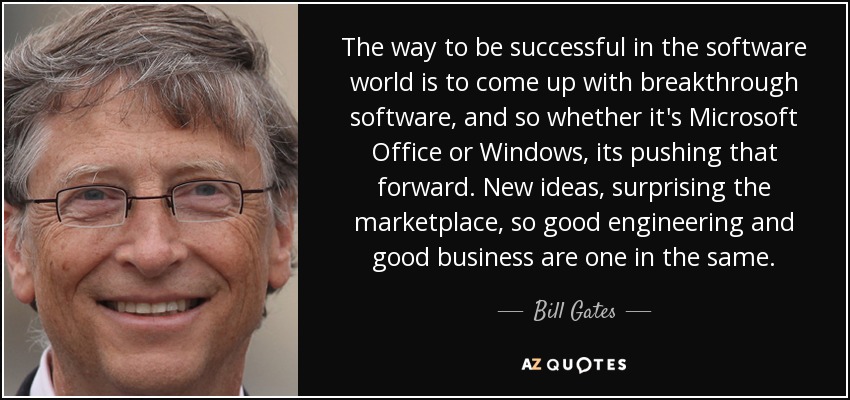 The way to be successful in the software
world is to come up with breakthrough
software, and so whether it's Microsoft
Office or Windows, its pushing that
forward. New ideas, surprising the
marketplace, so good engineering and
good business are one in the same.
Bill Gates
AZ QUOTES